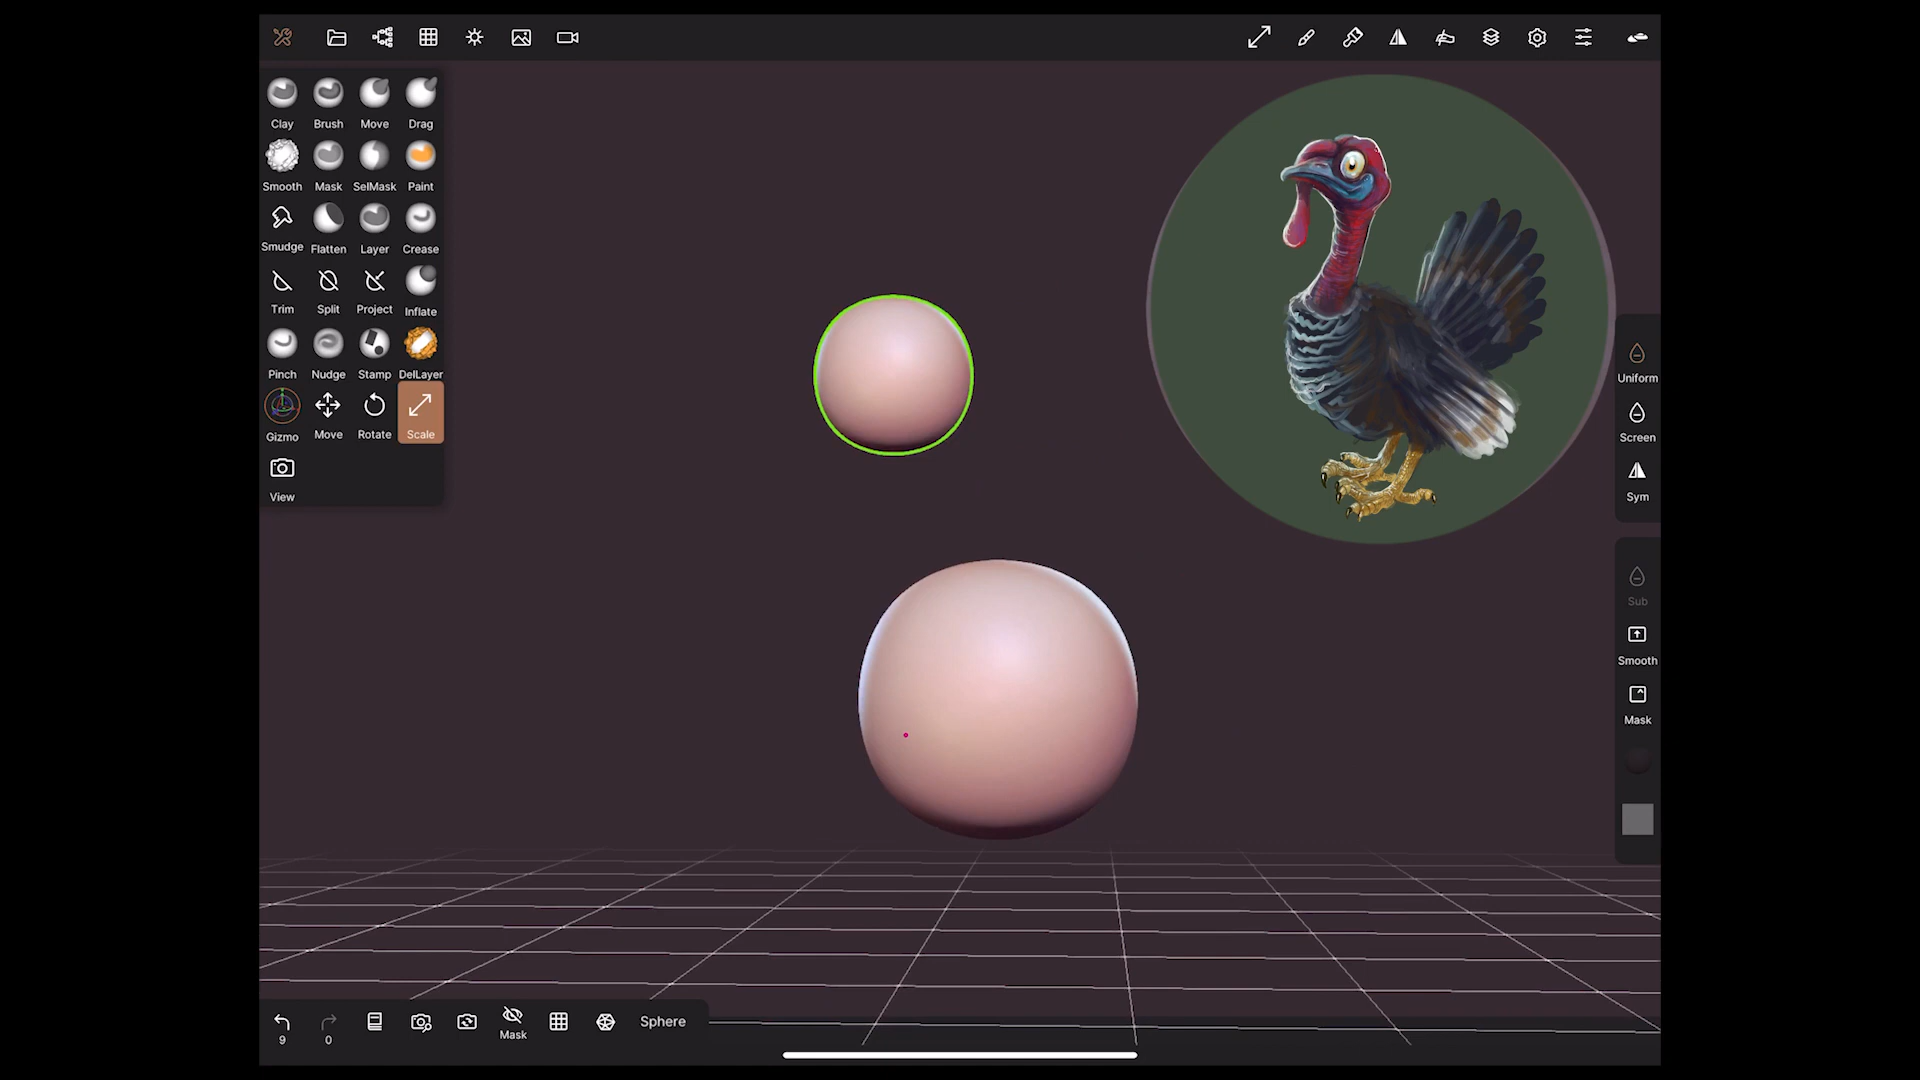 Clay Brush Move Drag
Smooth Mask SelMask Paint
Smudge Flatten Layer Crease
Trim Split Project Inflate
Pinch Nudge Stamp DelLayer
Gizmo Move Rotate Scale
View
Uniform
Screen
Sym
Sub
Smooth
Mask
Mask
Sphere
9 0